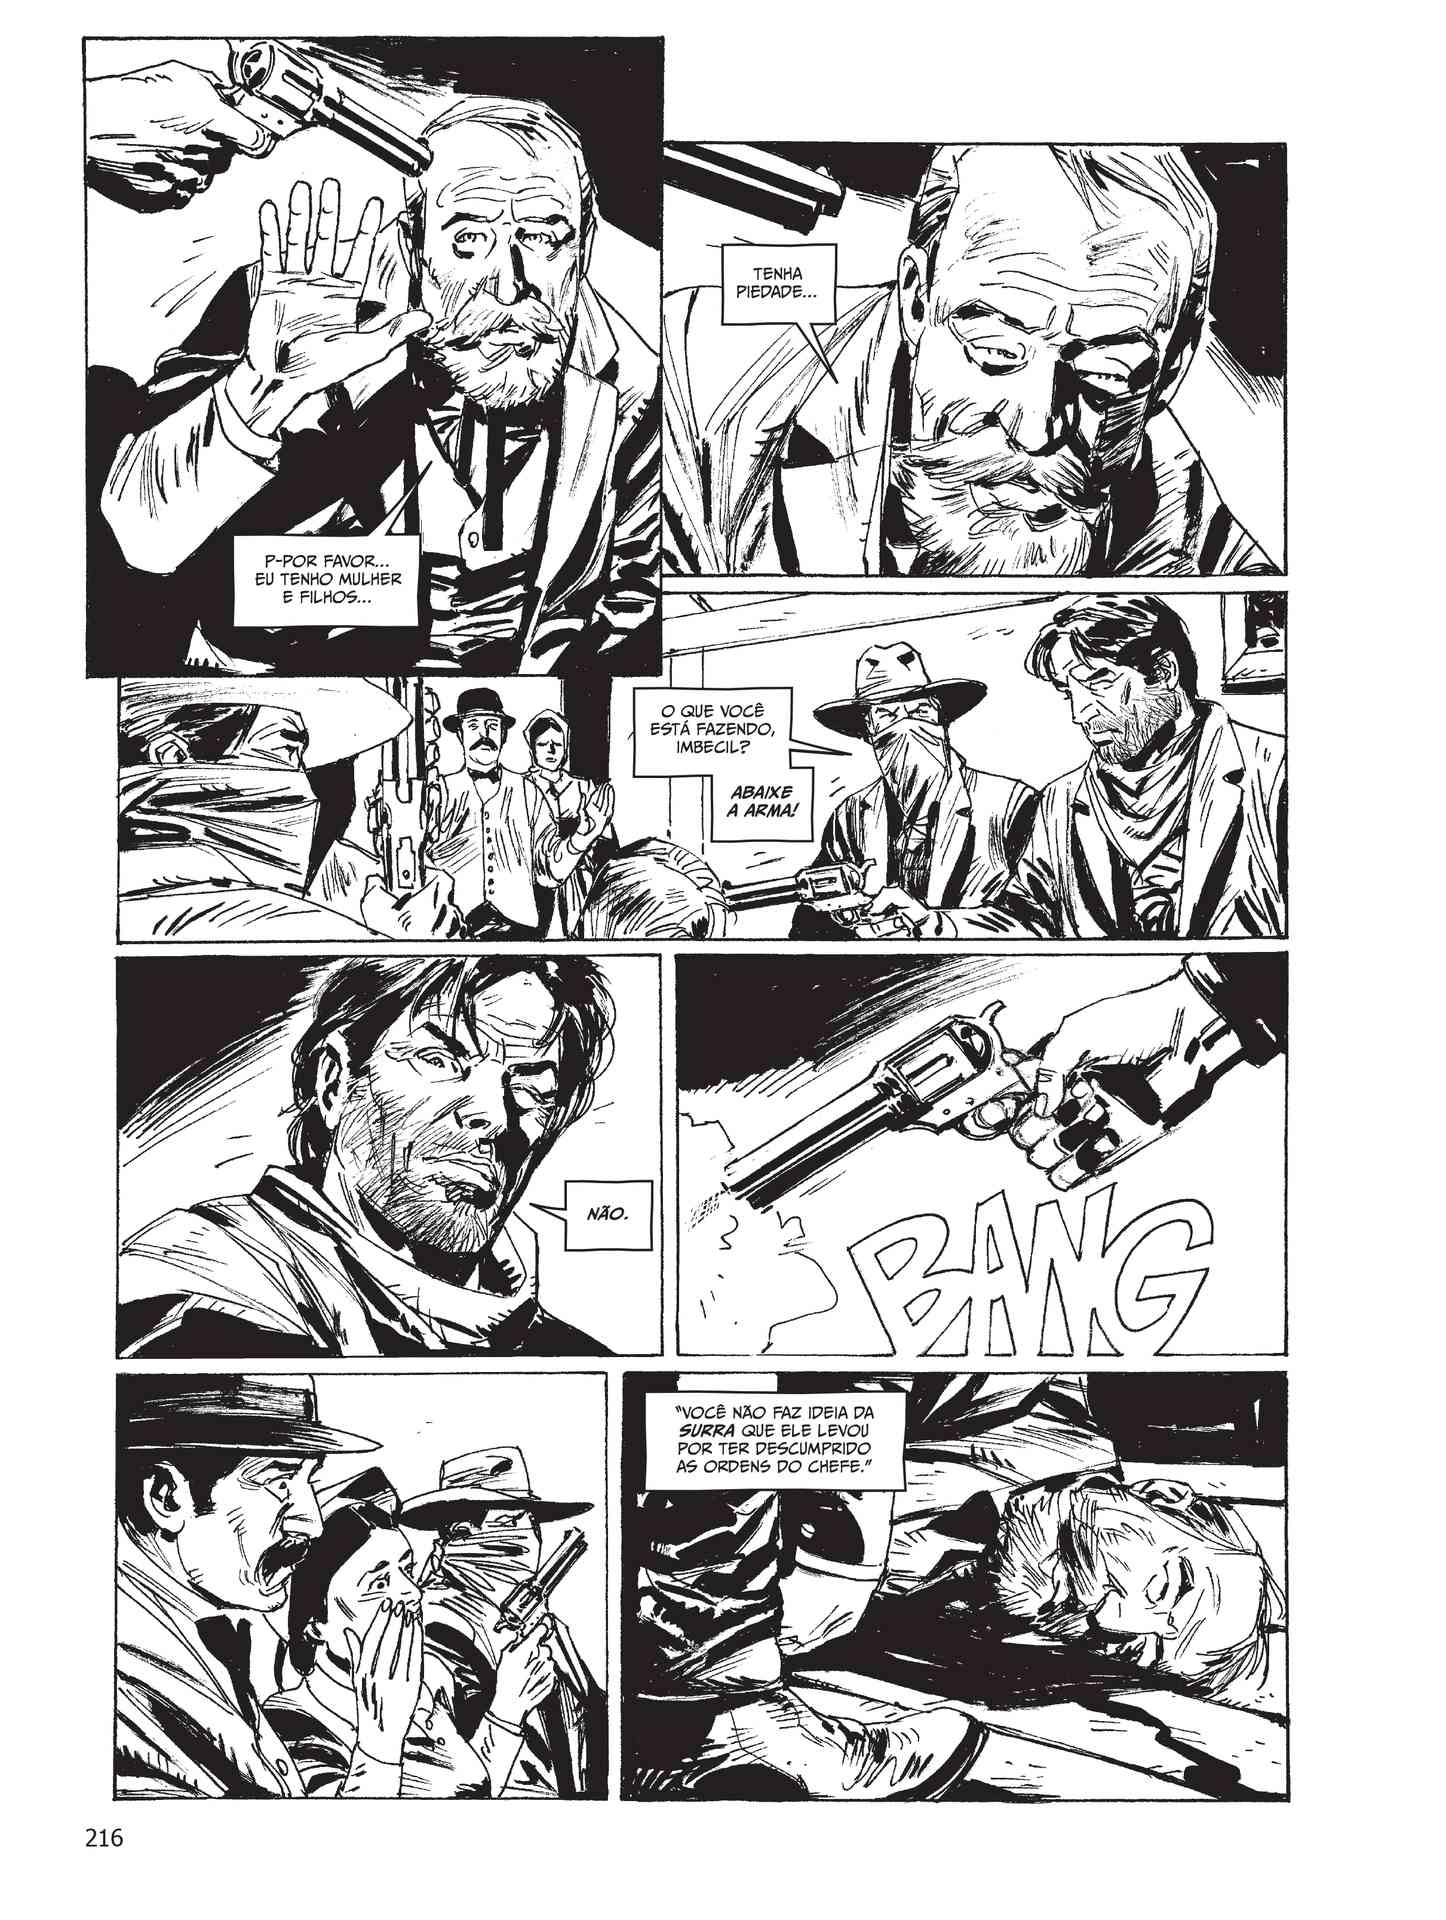 P-POR FAVOR...
EU TENHO MULHER
E FILHOS...
TENHA
PIEDADE...
O QUE VOCÊ
ESTÁ FAZENDO,
IMBECIL?
ABAIXE
A ARMA!
NÃO.
BANG
"VOCÊ NÃO FAZ IDEIA DA
SURRA QUE ELE LEVOU
POR TER DESCUMPRIDO
AS ORDENS DO CHEFE."
216